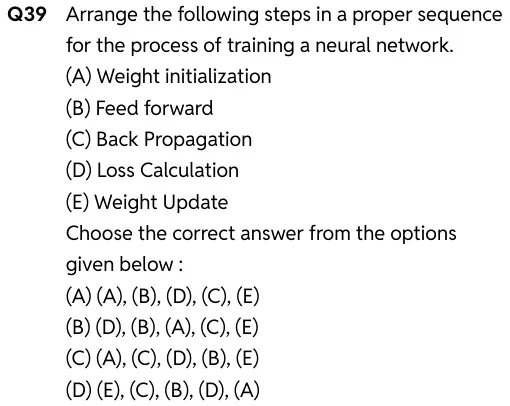 Q39 Arrange the following steps in a proper sequence
for the process of training a neural network.
(A) Weight initialization
(B) Feed forward
(C) Back Propagation
(D) Loss Calculation
(E) Weight Update
Choose the correct answer from the options
given below :
(A) (A), (B), (D), (C), (E)
(B) (D), (B), (A), (C), (E)
(C) (A), (C), (D), (B), (E)
(D) (E), (C), (B), (D), (A)